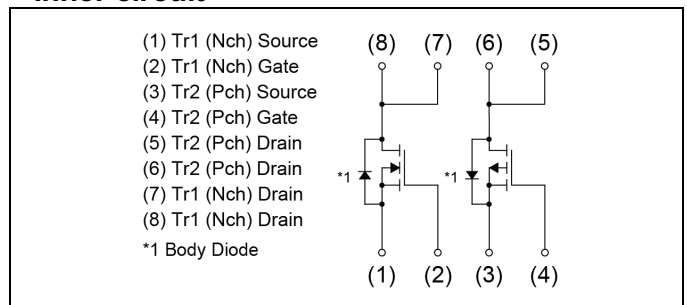 Inner circuit
(1) Tr1 (Nch) Source
(2) Tr1 (Nch) Gate
(3) Tr2 (Pch) Source
(4) Tr2 (Pch) Gate
(5) Tr2 (Pch) Drain
(6) Tr2 (Pch) Drain
(7) Tr1 (Nch) Drain
(8) Tr1 (Nch) Drain
*1 Body Diode
(8) (7) (6) (5)
*1 *1
(1) (2) (3) (4)